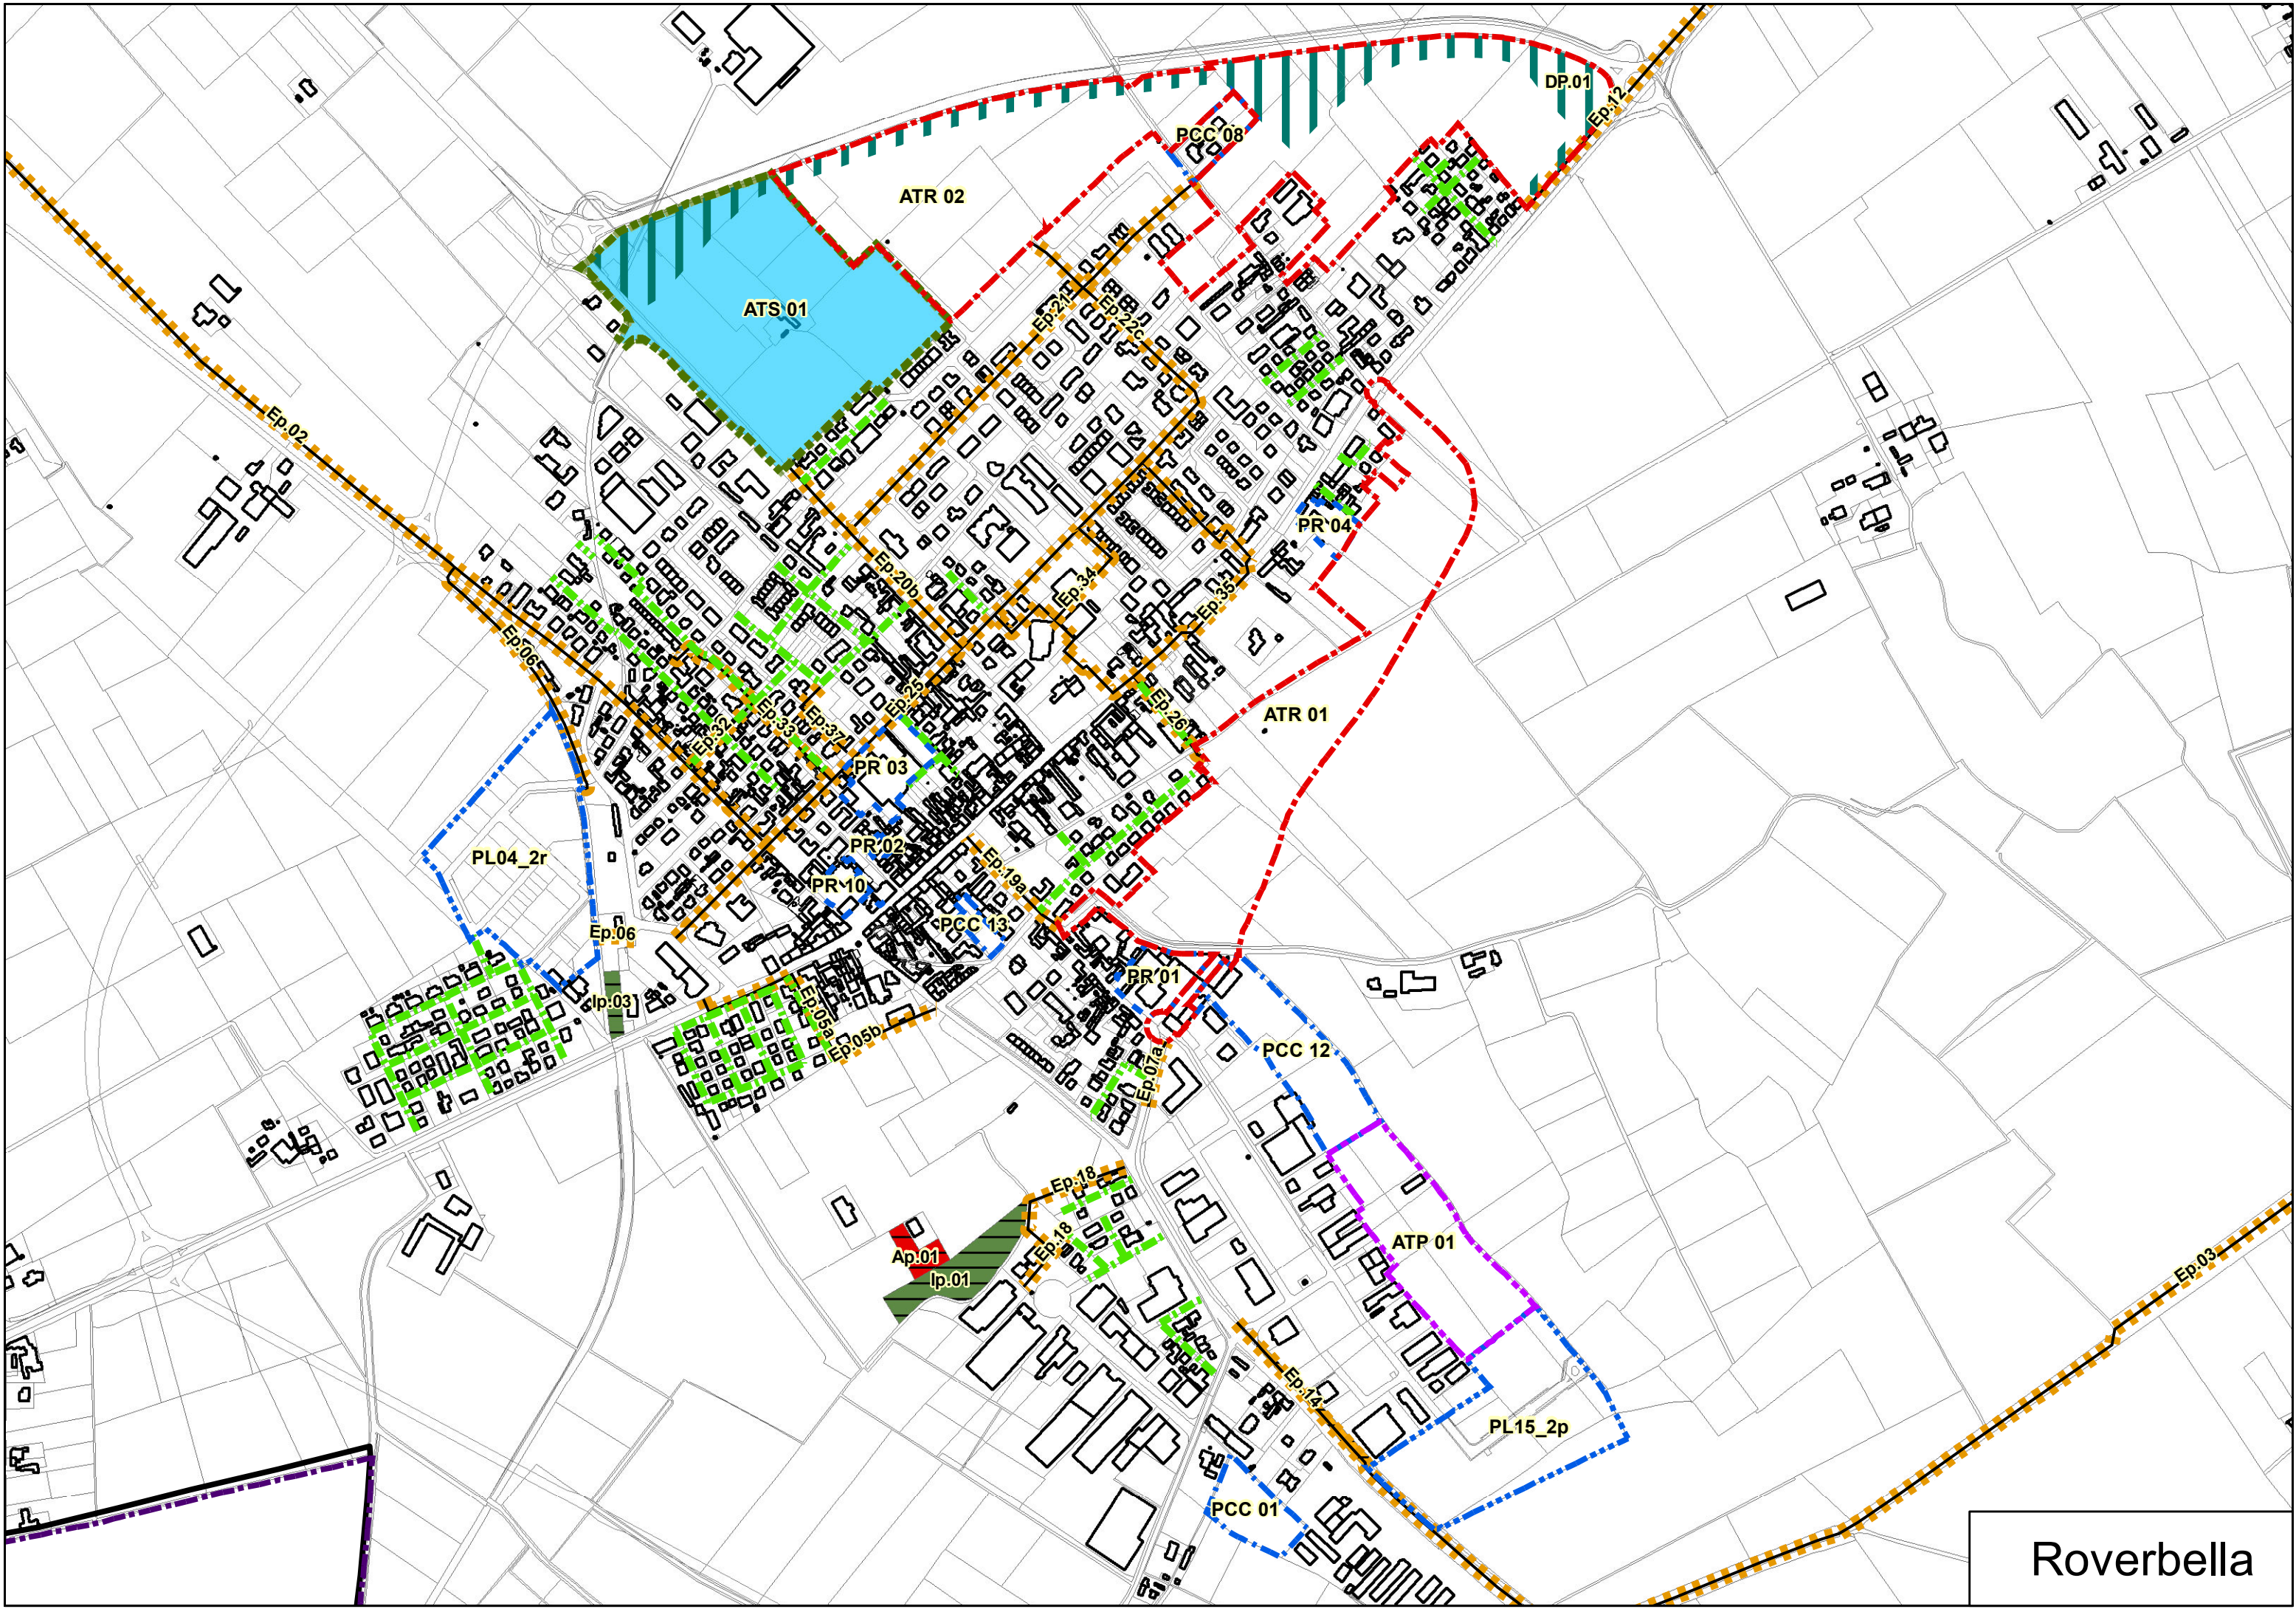 DP.01
Ep.12
PCC 08
ATR 02
ATS 01
Ep.21
Ep.22c
Ep.02
PR 04
Ep.20b
Ep.34
Ep.35
Ep.06
Ep.25
Ep.26
ATR 01
Ep.32
Ep.33
Ep.37
PR 03
PR 02
PL04_2r
PR 10
Ep.19a
PCC 13
Ep.06
PR 01
Ip.03
Ep.05a
Ep.05b
PCC 12
Ep.07a
Ep.18
Ep.18
ATP 01
Ap.01
Ip.01
Ep.03
Ep.14
PL15_2p
PCC 01
Roverbella